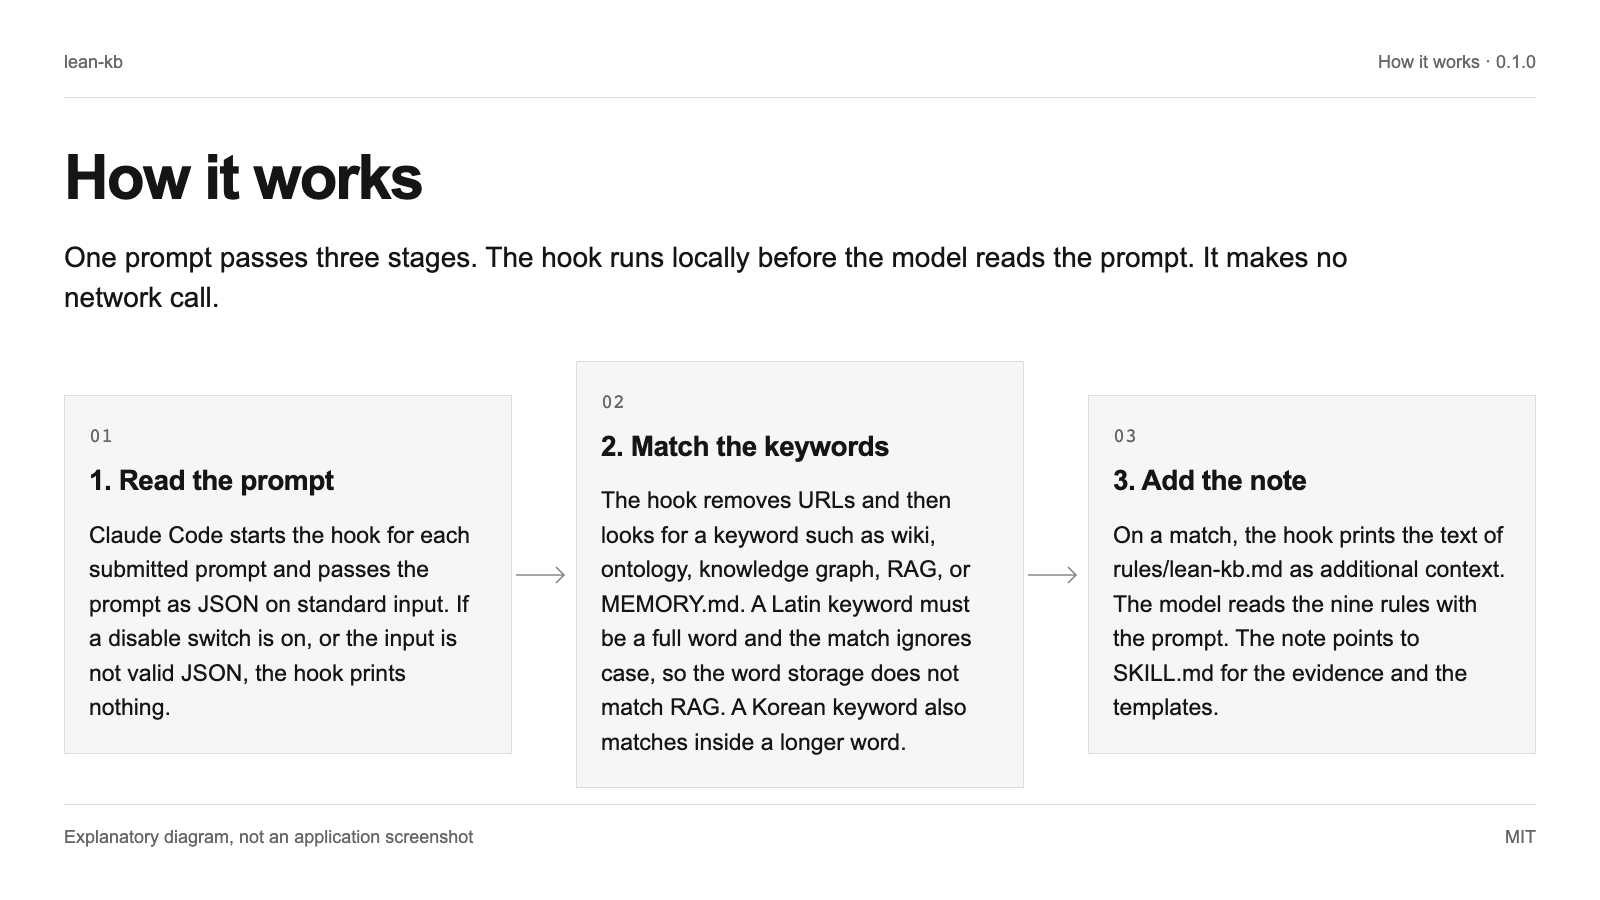 lean-kb
How it works · 0.1.0
How it works
One prompt passes three stages. The hook runs locally before the model reads the prompt. It makes no
network call.
01
1. Read the prompt
Claude Code starts the hook for each
submitted prompt and passes the
prompt as JSON on standard input. If
a disable switch is on, or the input is
not valid JSON, the hook prints
nothing.
02
2. Match the keywords
The hook removes URLs and then
looks for a keyword such as wiki,
ontology, knowledge graph, RAG, or
MEMORY.md. A Latin keyword must
be a full word and the match ignores
case, so the word storage does not
match RAG. A Korean keyword also
matches inside a longer word.
03
3. Add the note
On a match, the hook prints the text of
rules/lean-kb.md as additional context.
The model reads the nine rules with
the prompt. The note points to
SKILL.md for the evidence and the
templates.
Explanatory diagram, not an application screenshot
MIT